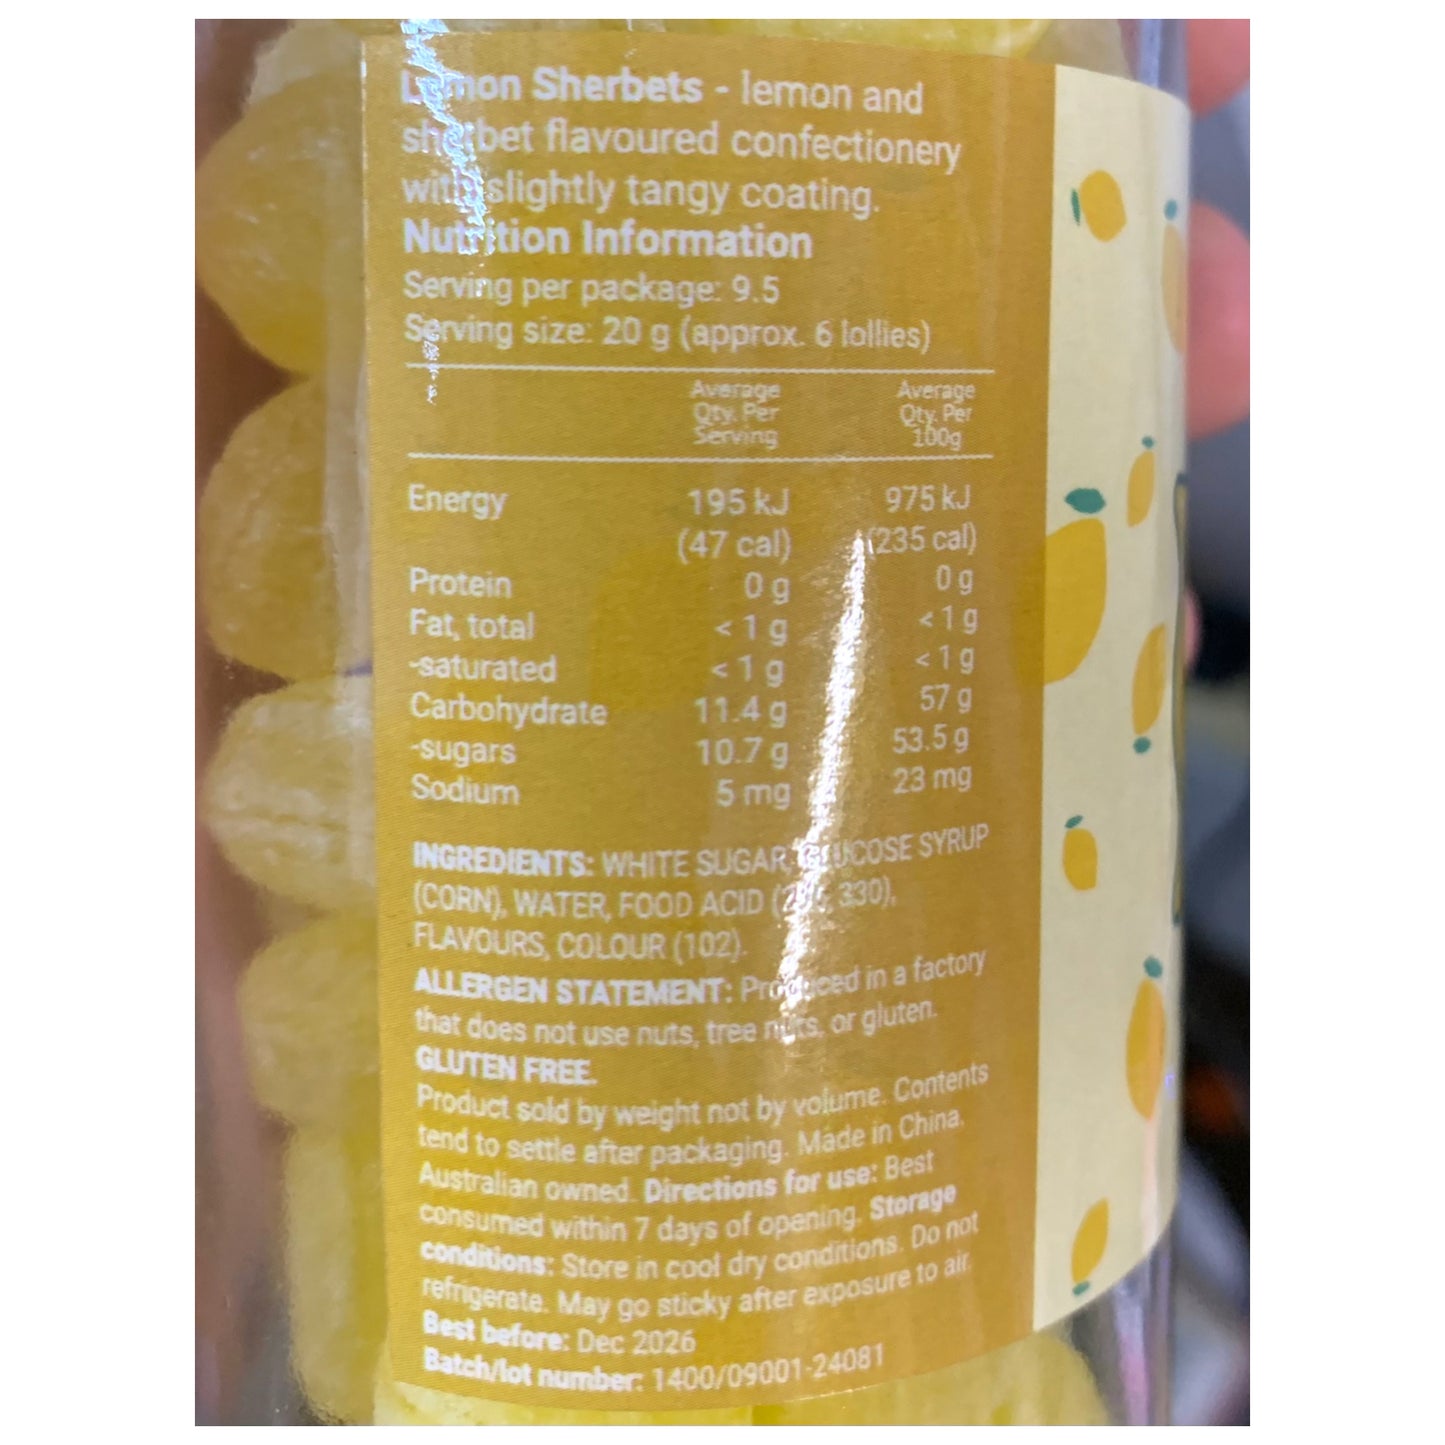 Lemon Sherbets - lemon and
sherbet flavoured confectionery
with slightly tangy coating.
Nutrition Information
Serving per package: 9.5
Serving size: 20 g (approx. 6 lollies)
Average Qty. Per Serving Average Qty. Per 100g
Energy 195 kJ 975 kJ
(47 cal) (235 cal)
Protein 0 g 0 g
Fat, total < 1 g < 1 g
-saturated < 1 g < 1 g
Carbohydrate 11.4 g 57 g
-sugars 10.7 g 53.5 g
Sodium 5 mg 23 mg
INGREDIENTS: WHITE SUGAR, GLUCOSE SYRUP
(CORN), WATER, FOOD ACID ( 330),
FLAVOURS, COLOUR (102).
ALLERGEN STATEMENT: Produced in a factory
that does not use nuts, tree nuts, or gluten.
GLUTEN FREE.
Product sold by weight not by volume. Contents
tend to settle after packaging. Made in China.
Australian owned. Directions for use: Best
consumed within 7 days of opening. Storage
conditions: Store in cool dry conditions. Do not
refrigerate. May go sticky after exposure to air.
Best before: Dec 2026
Batch/lot number: 1400/09001-24081